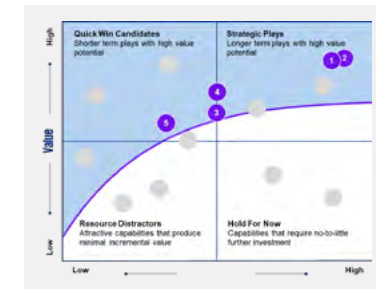 Quick Win Candidates
Shorter term plays with high value
potential
Strategic Plays
Longer term plays with high value
potential
High
1
2
4
3
5
Value
Resource Distractors
Attractive capabilities that produce
minimal incremental value
Hold For Now
Capabilities that require no-to-little
further investment
Low
Low
High